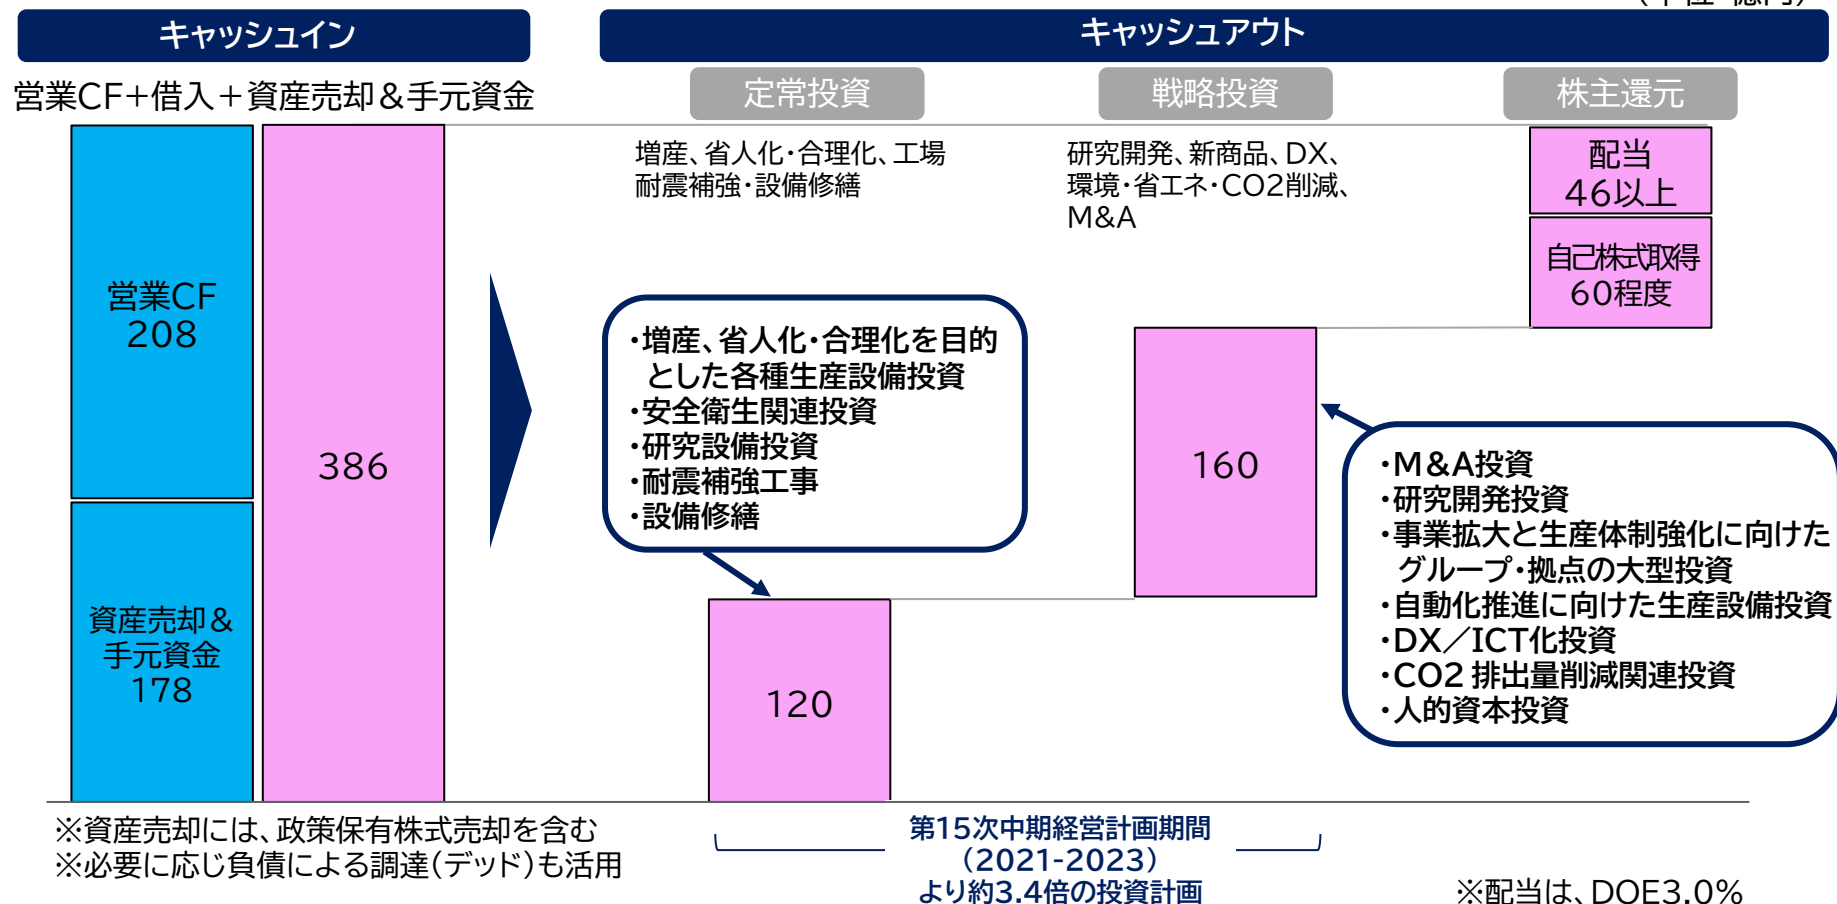 キャッシュイン
キャッシュアウト
営業CF+借入+資産売却&手元資金
定常投資
戦略投資
株主還元
増産、省人化・合理化、工場
耐震補強・設備修繕
研究開発、新商品、DX、
環境・省エネ・CO2削減、
M&A
配当
46以上
自己株式取得
60程度
営業CF
208
386
資産売却&
手元資金
178
・増産、省人化・合理化を目的
とした各種生産設備投資
・安全衛生関連投資
・研究設備投資
・耐震補強工事
・設備修繕
120
160
・M&A投資
・研究開発投資
・事業拡大と生産体制強化に向けた
グループ・拠点の大型投資
・自動化推進に向けた生産設備投資
・DX/ICT化投資
・CO2 排出量削減関連投資
・人的資本投資
※資産売却には、政策保有株式売却を含む
※必要に応じ負債による調達(デッド)も活用
第15次中期経営計画期間
(2021-2023)
より約3.4倍の投資計画
※配当は、DOE3.0%